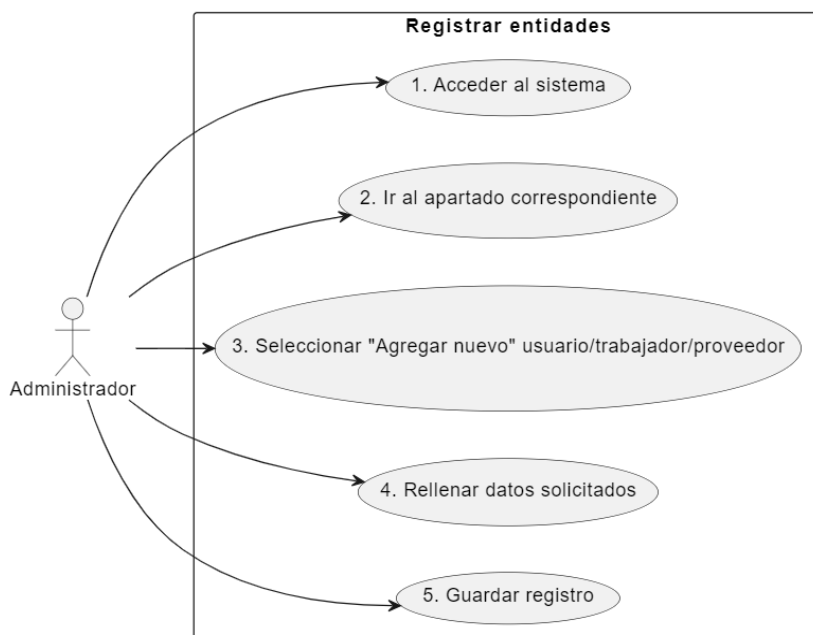 Registrar entidades
1. Acceder al sistema
2. Ir al apartado correspondiente
3. Seleccionar "Agregar nuevo" usuario/trabajador/proveedor
Administrador
4. Rellenar datos solicitados
5. Guardar registro